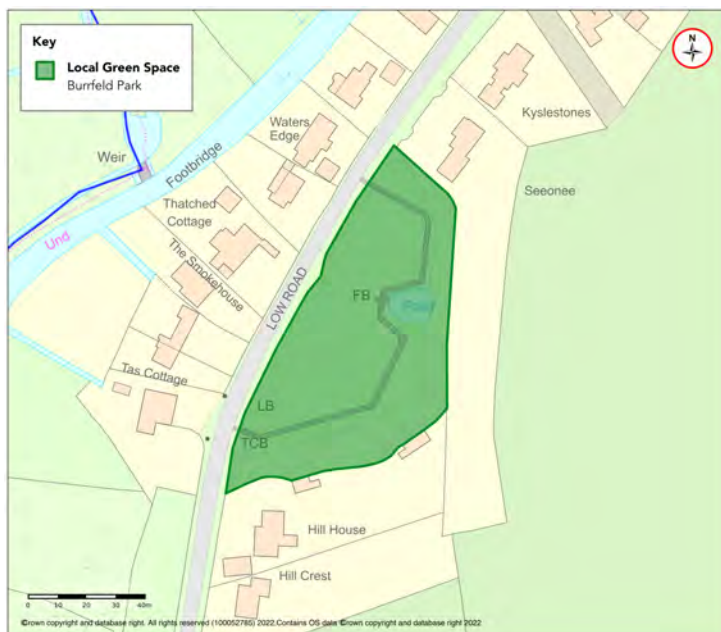 Key
Local Green Space
Burrfeld Park
N
Kyslestones
Waters
Edge
Weir
Footbridge
Seeonee
Thatched
Cottage
Und
The Smokehouse
LOW ROAD
FB
Pond
Tas Cottage
LB
TCB
Hill House
Hill Crest
0 10 20 30 40m
©rown copyright and database right. All rights reserved (100052765) 2022.Contains OS data ©rown copyright and database right 2022